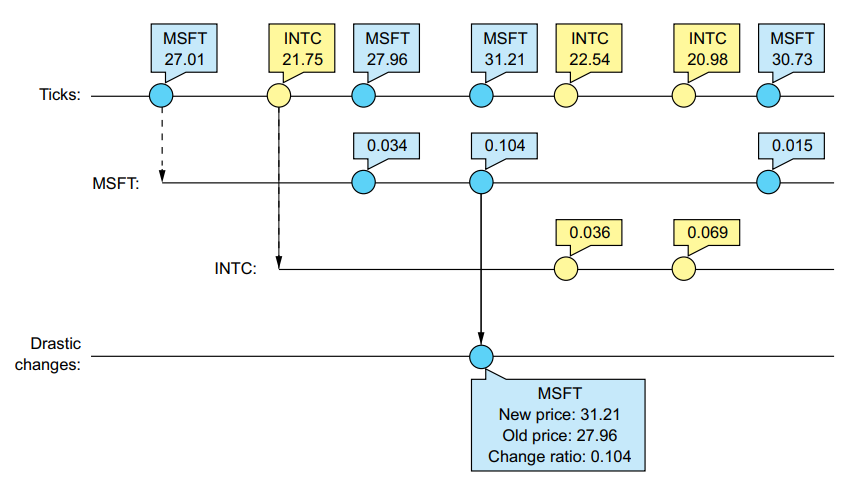 MSFT
27.01
INTC
21.75
MSFT
27.96
MSFT
31.21
INTC
22.54
INTC
20.98
MSFT
30.73
Ticks:
0.034
0.104
0.015
MSFT:
0.036
0.069
INTC:
Drastic
changes:
MSFT
New price: 31.21
Old price: 27.96
Change ratio: 0.104